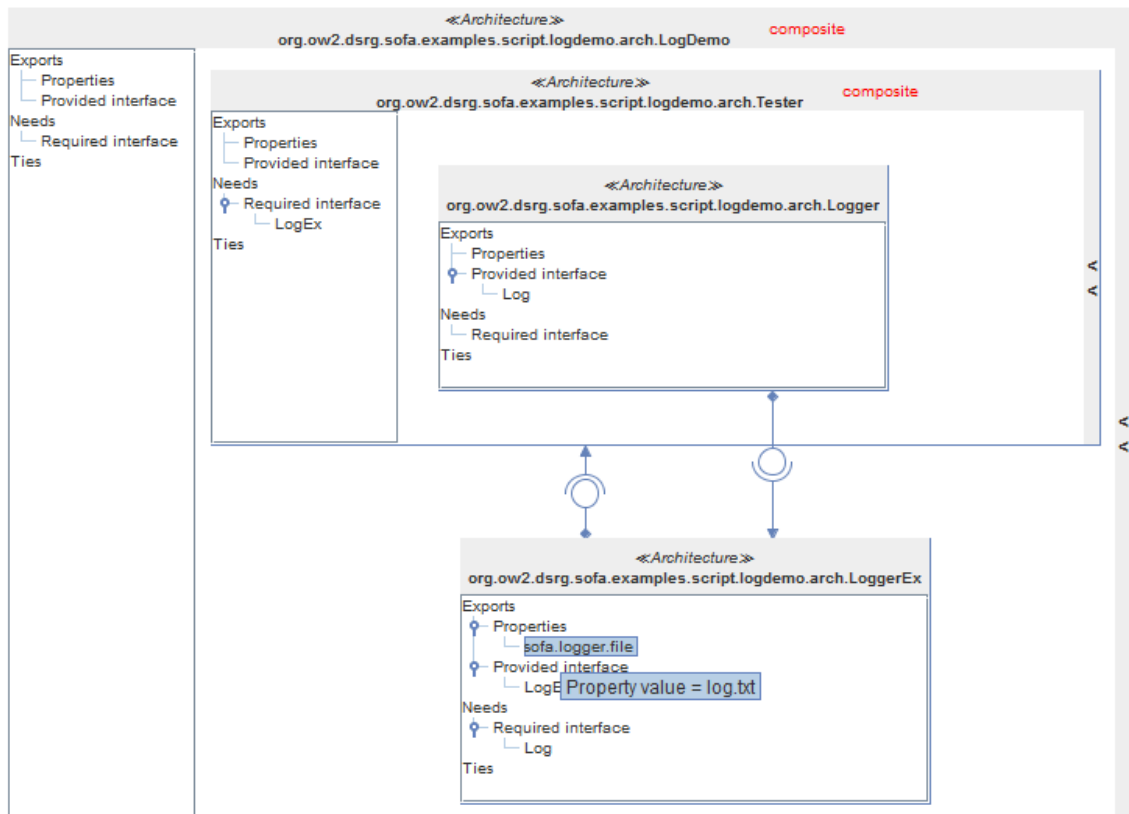 ≪Architecture≫
org.ow2.dsrg.sofa.examples.script.logdemo.arch.LogDemo
composite
Exports
Properties
Provided interface
Needs
Required interface
Ties
≪Architecture≫
org.ow2.dsrg.sofa.examples.script.logdemo.arch.Tester
composite
Exports
Properties
Provided interface
Needs
Required interface
LogEx
Ties
≪Architecture≫
org.ow2.dsrg.sofa.examples.script.logdemo.arch.Logger
Exports
Properties
Provided interface
Log
Needs
Required interface
Ties
<
<
<
<
≪Architecture≫
org.ow2.dsrg.sofa.examples.script.logdemo.arch.LoggerEx
Exports
Properties
sofa.logger.file
Provided interface
Property value = log.txt
Needs
Required interface
Log
Ties